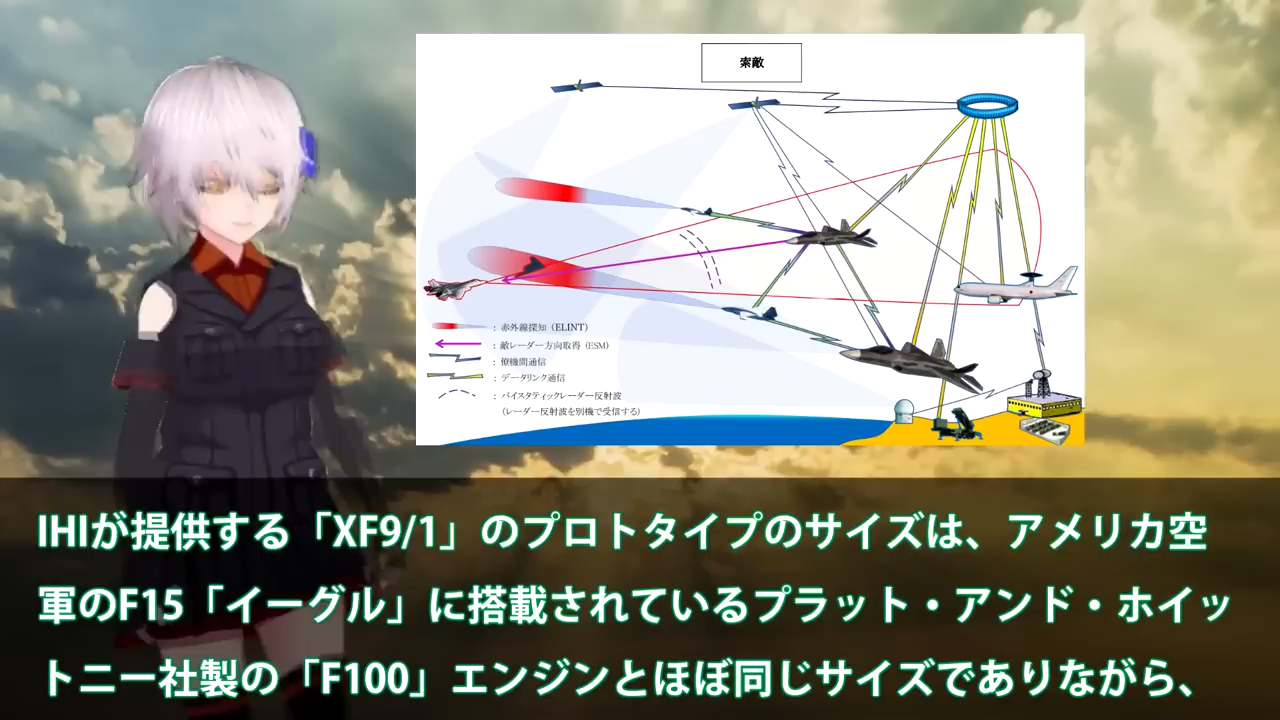 索敵
： 赤外線探知（ELINT）
： 敵レーダー方向取得（ESM）
： 僚機間通信
： データリンク通信
： バイスタティックレーダー反射波
（レーダー反射波を別機で受信する）
IHIが提供する「XF9/1」のプロトタイプのサイズは、アメリカ空
軍のF15「イーグル」に搭載されているプラット・アンド・ホイッ
トニー社製の「F100」エンジンとほぼ同じサイズでありながら、